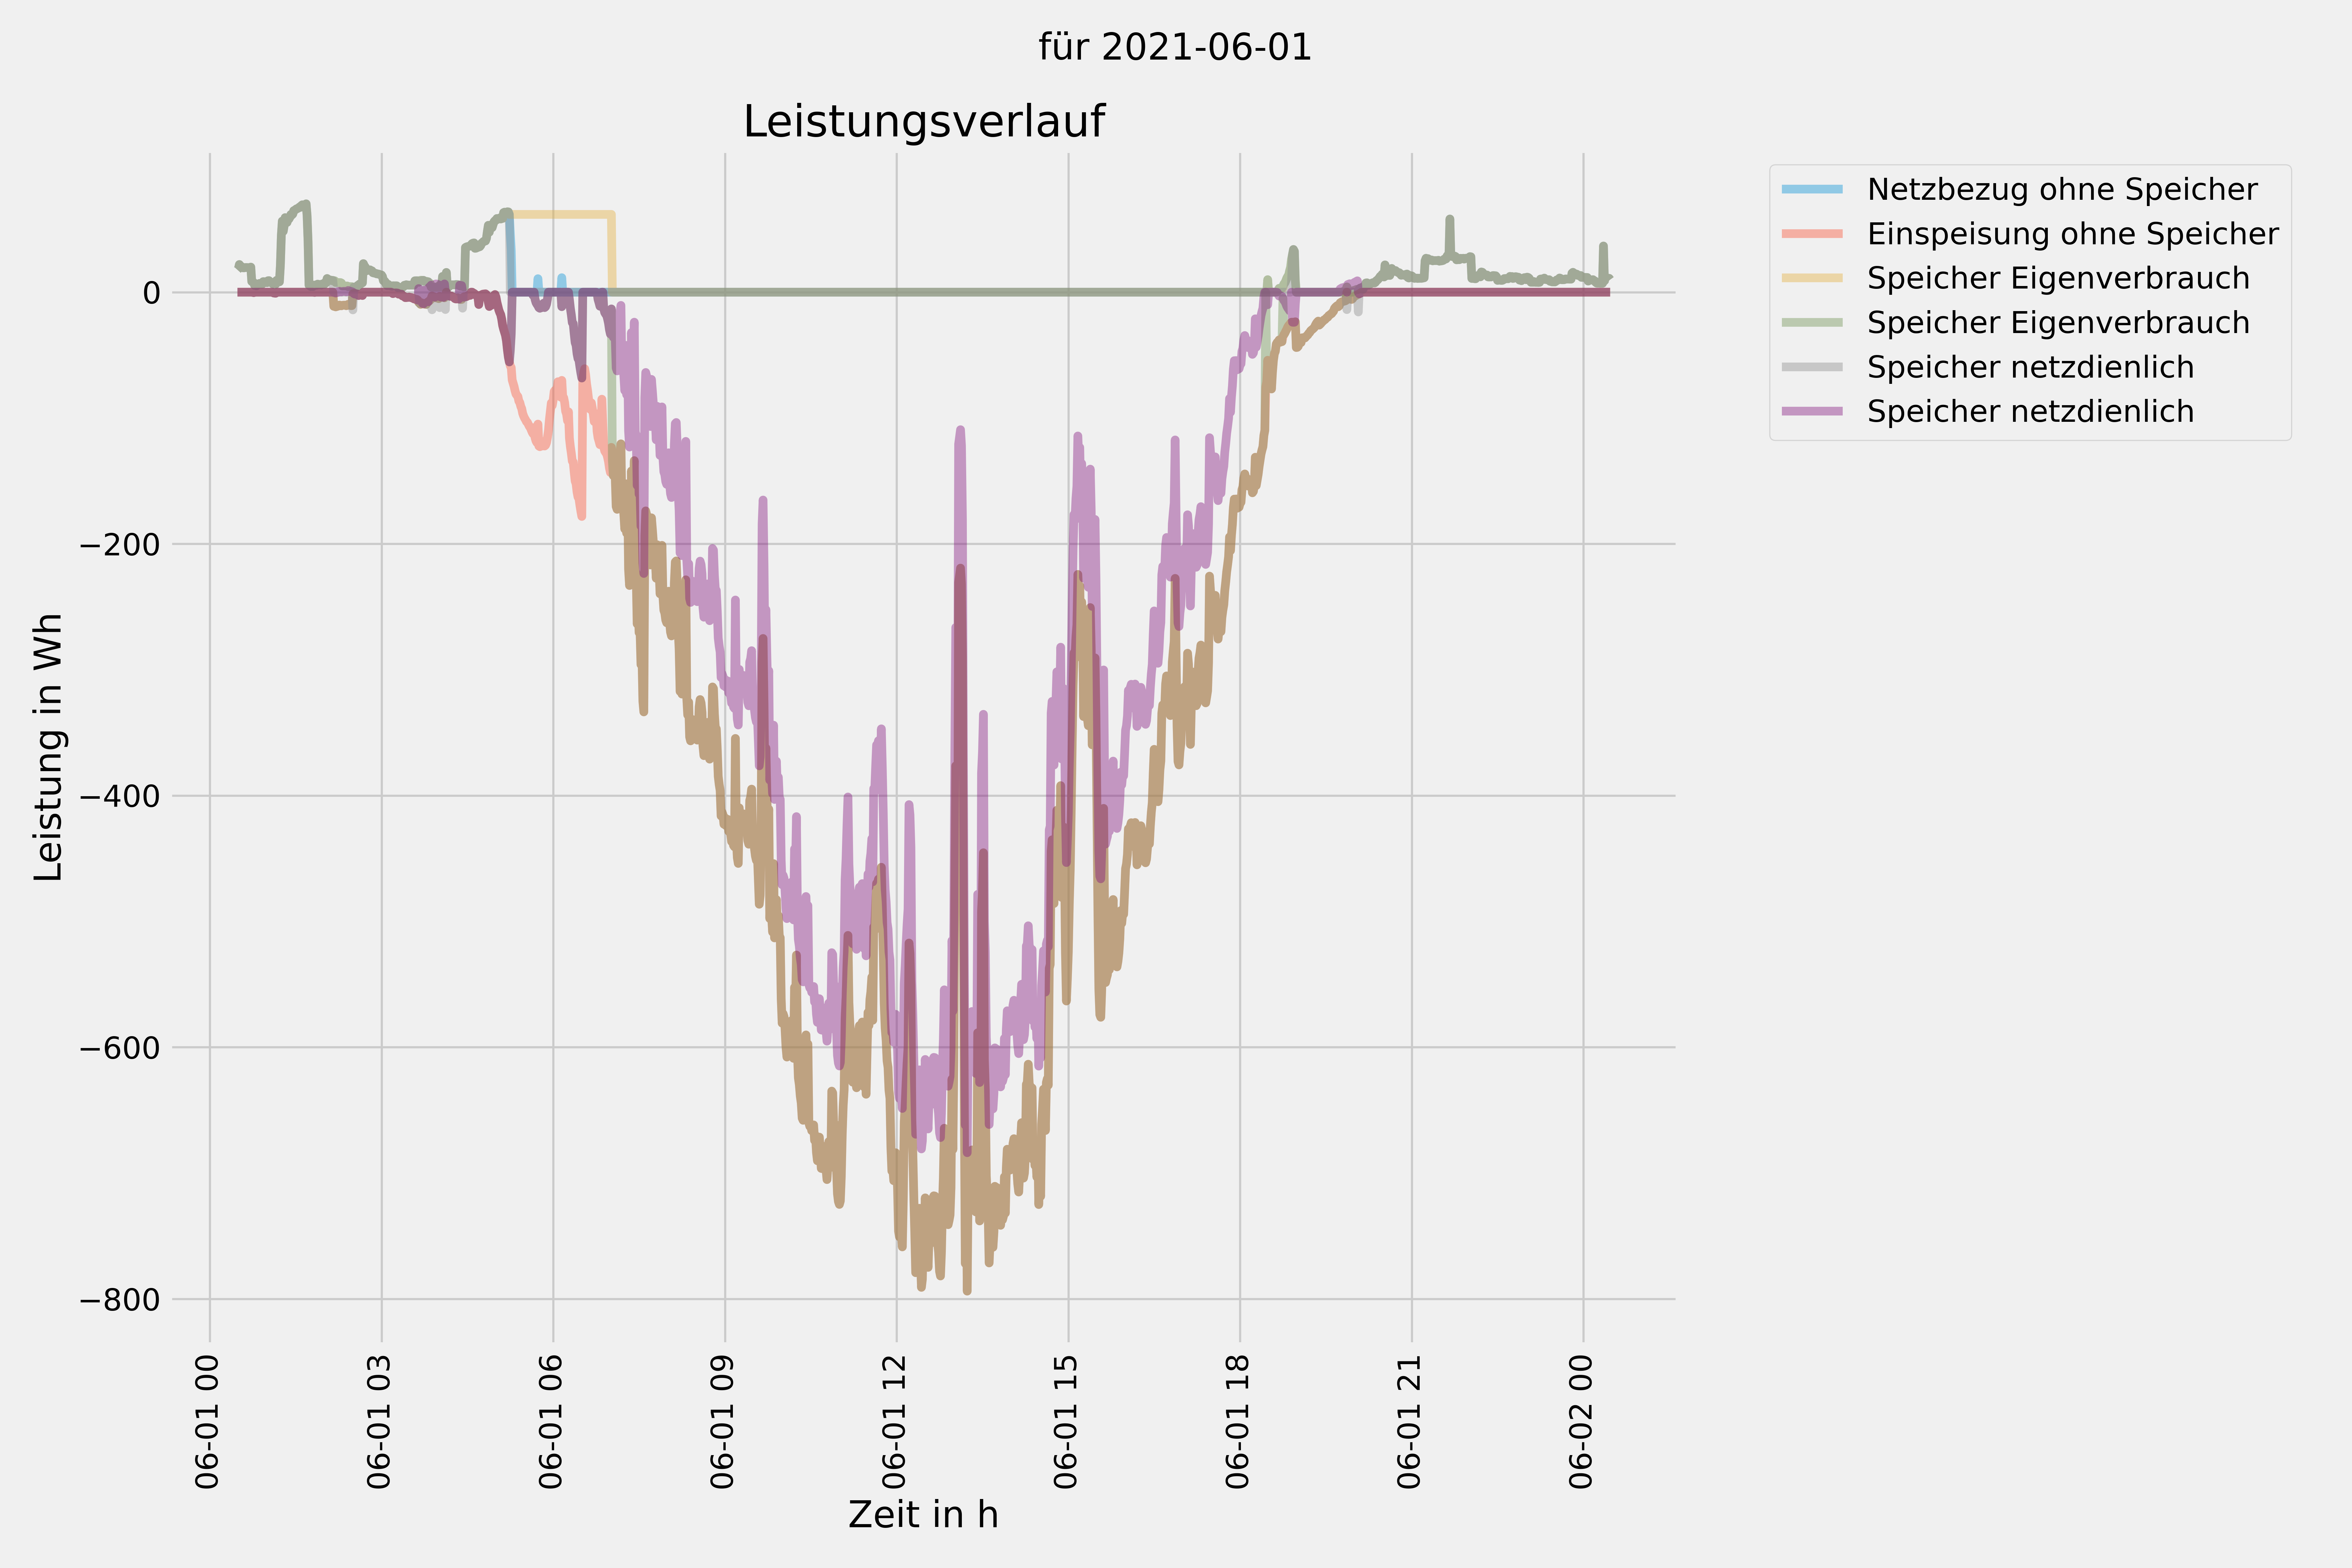 für 2021-06-01
Leistungsverlauf
Netzbezug ohne Speicher
Einspeisung ohne Speicher
Speicher Eigenverbrauch
Speicher Eigenverbrauch
Speicher netzdienlich
Speicher netzdienlich
0
−200
−400
−600
−800
Leistung in Wh
06-01 00
06-01 03
06-01 06
06-01 09
06-01 12
06-01 15
06-01 18
06-01 21
06-02 00
Zeit in h